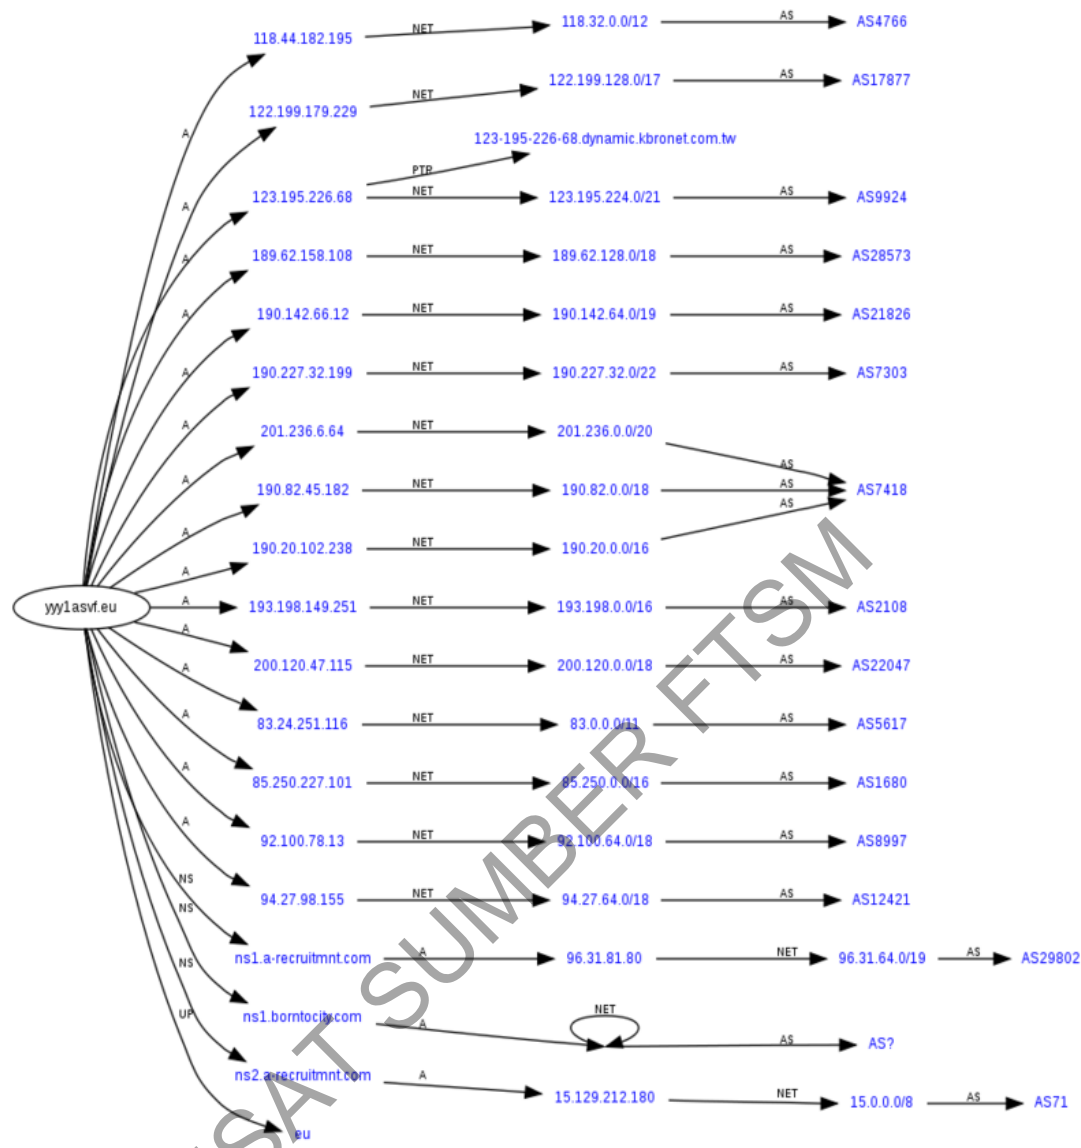 118.44.182.195 NET 118.32.0.0/12 AS AS4766
A
122.199.179.229 NET 122.199.128.0/17 AS AS17877
A
123-195-226-68.dynamic.kbronet.com.tw
PTR
123.195.226.68 NET 123.195.224.0/21 AS AS9924
A
189.62.158.108 NET 189.62.128.0/18 AS AS28573
A
190.142.66.12 NET 190.142.64.0/19 AS AS21826
A
190.227.32.199 NET 190.227.32.0/22 AS AS7303
A
201.236.6.64 NET 201.236.0.0/20 AS
A
190.82.45.182 NET 190.82.0.0/18 AS AS7418
A
190.20.102.238 NET 190.20.0.0/16 AS
A
yyy1asvf.eu A 193.198.149.251 NET 193.198.0.0/16 AS AS2108
A
200.120.47.115 NET 200.120.0.0/18 AS AS22047
A
83.24.251.116 NET 83.0.0.0/11 AS AS5617
A
85.250.227.101 NET 85.250.0.0/16 AS AS1680
A
92.100.78.13 NET 92.100.64.0/18 AS AS8997
A
94.27.98.155 NET 94.27.64.0/18 AS AS12421
NS
ns1.a-recruitmnt.com A 96.31.81.80 NET 96.31.64.0/19 AS AS29802
NS
ns1.borntocity.com A NET AS AS?
NS
ns2.a-recruitmnt.com A 15.129.212.180 NET 15.0.0.0/8 AS AS71
UP
eu
SUMBER FTSM